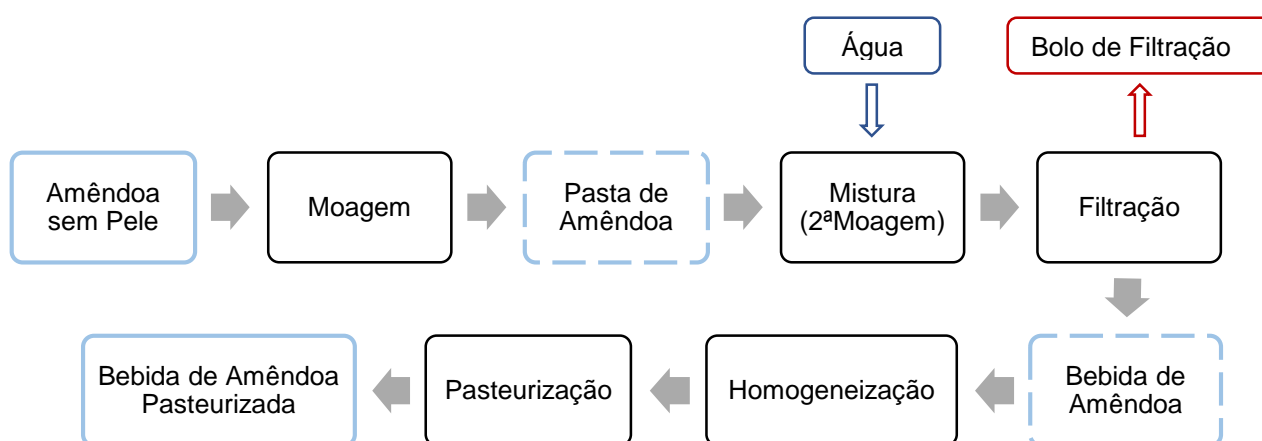 Água
Bolo de Filtração
Amêndoa
sem Pele
Moagem
Pasta de
Amêndoa
Mistura
(2ªMoagem)
Filtração
Bebida de Amêndoa
Pasteurizada
Pasteurização
Homogeneização
Bebida de
Amêndoa